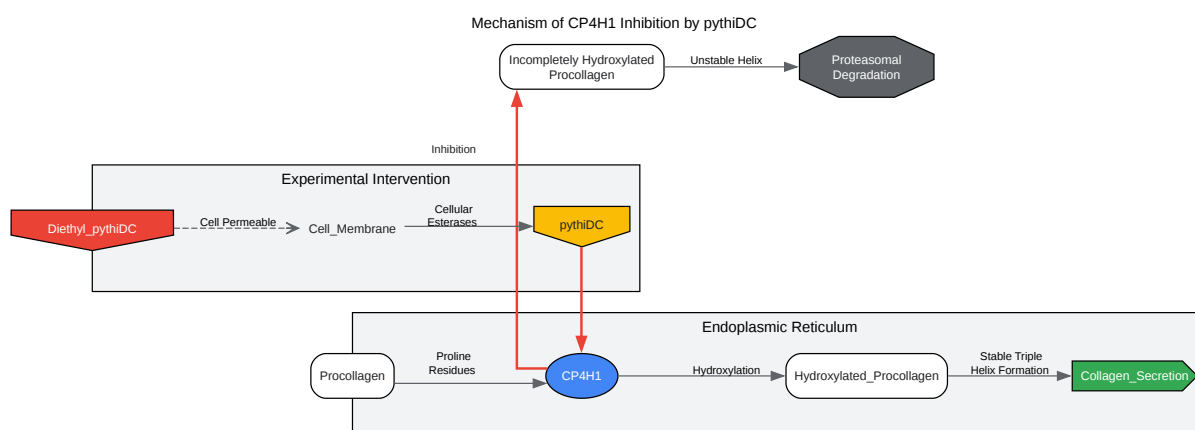 Mechanism of CP4H1 Inhibition by pythiDC
Incompletely Hydroxylated
Procollagen
Unstable Helix
Proteasomal
Degradation
Inhibition
Experimental Intervention
Diethyl_pythiDC
Cell Permeable
Cell_Membrane
Cellular
Esterases
pythiDC
Endoplasmic Reticulum
Procollagen
Proline
Residues
CP4H1
Hydroxylation
Hydroxylated_Procollagen
Stable Triple
Helix Formation
Collagen_Secretion